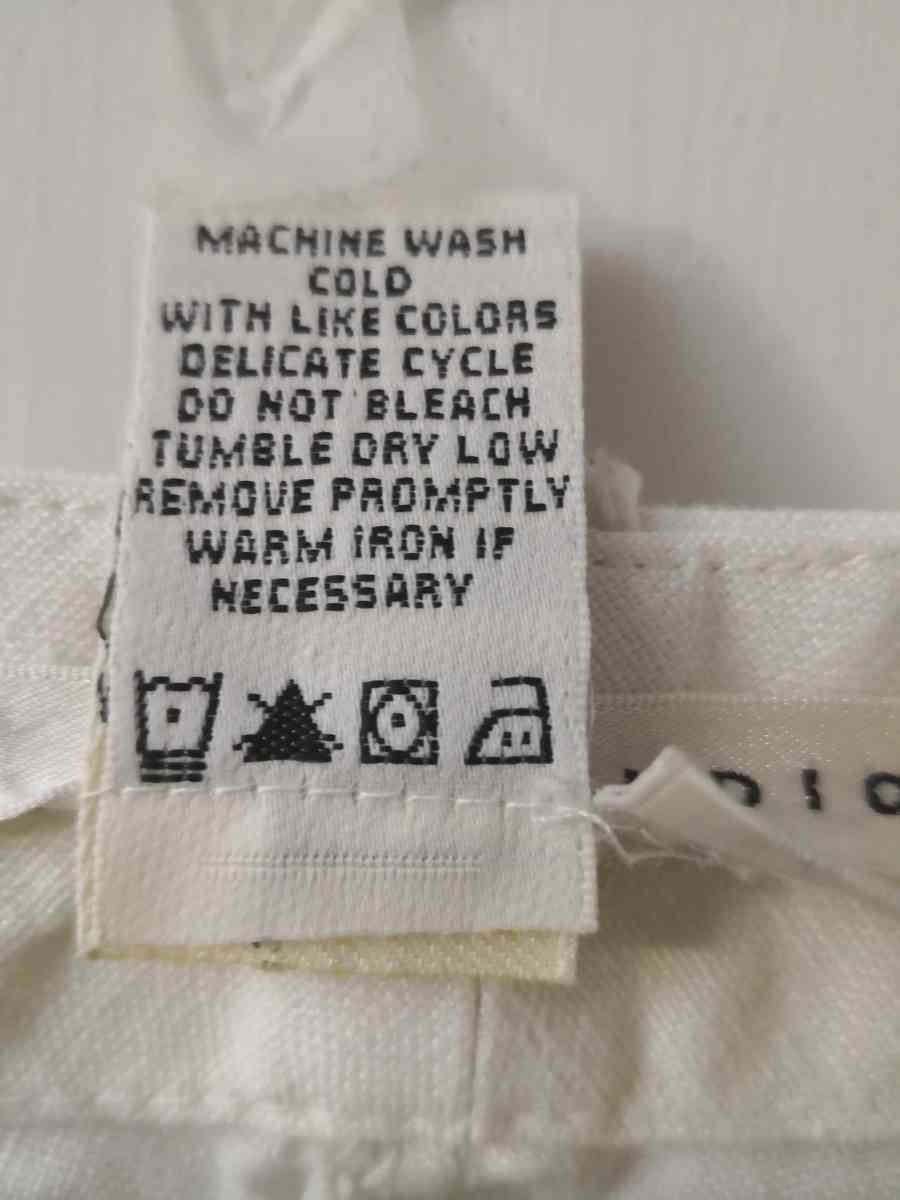 MACHINE WASH
COLD
WITH LIKE COLORS
DELICATE CYCLE
DO NOT BLEACH
TUMBLE DRY LOW
REMOVE PROMPTLY
WARM IRON IF
NECESSARY